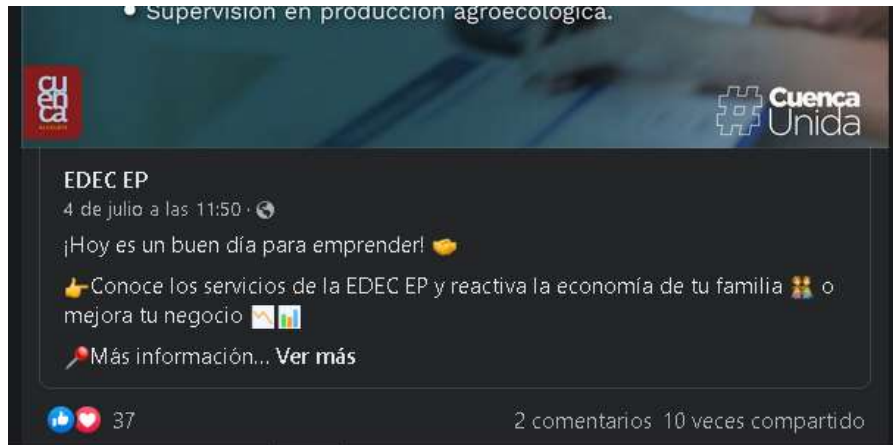 • Supervisión en producción agroecológica.
cu
en
ca
#Cuenca
Unida
EDEC EP
4 de julio a las 11:50 ·
¡Hoy es un buen día para emprender! 🤝
👉Conoce los servicios de la EDEC EP y reactiva la economía de tu familia 👫 o
mejora tu negocio 📉📊
📍Más información... Ver más
37
2 comentarios 10 veces compartido